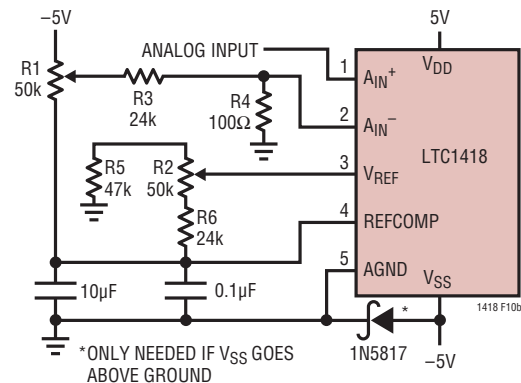 –5V
5V
ANALOG INPUT
R1
50k
R3
24k
R4
100Ω
R5
47k
R2
50k
R6
24k
10µF
0.1µF
1
AIN+
2
AIN–
3
VREF
4
REFCOMP
5
AGND
VDD
LTC1418
VSS
1418 F10b
*
1N5817
–5V
*ONLY NEEDED IF VSS GOES
ABOVE GROUND